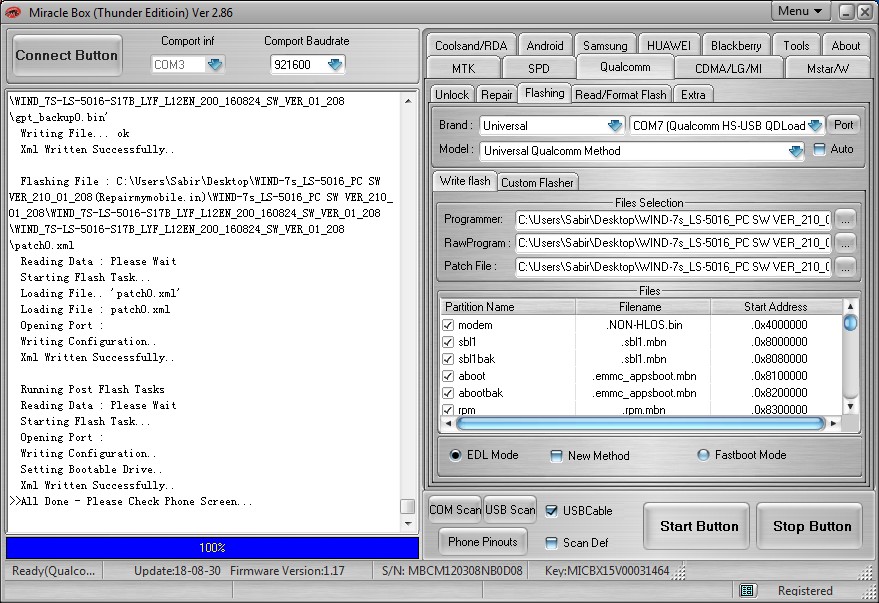 Miracle Box (Thunder Editioin) Ver 2.86
Menu
Connect Button
Comport inf
COM3
Comport Baudrate
921600
\WIND_7S-LS-5016-S17B_LYF_L12EN_200_160824_SW_VER_01_208
\gpt_backup0.bin'
Writing File... ok
Xml Written Successfully..
Flashing File : C:\Users\Sabir\Desktop\WIND-7s_LS-5016_PC SW
VER_210_01_208(Repairmymobile.in)\WIND-7s_LS-5016_PC SW VER_210_
01_208\WIND-7S-LS-5016-S17B_LYF_L12EN_200_160824_SW_VER_01_208
\WIND_7S-LS-5016-S17B_LYF_L12EN_200_160824_SW_VER_01_208
\patch0.xml
Reading Data : Please Wait
Starting Flash Task...
Loading File.. 'patch0.xml'
Loading File : patch0.xml
Opening Port :
Writing Configuration..
Xml Written Successfully..
Running Post Flash Tasks
Reading Data : Please Wait
Starting Flash Task...
Opening Port :
Writing Configuration..
Setting Bootable Drive..
Xml Written Successfully..
>>All Done - Please Check Phone Screen...
100%
Coolsand/RDA Android Samsung HUAWEI Blackberry Tools About
MTK SPD Qualcomm CDMA/LG/MI Mstar/W
Unlock Repair Flashing Read/Format Flash Extra
Brand : Universal COM7 (Qualcomm HS-USB QDLoad Port
Model : Universal Qualcomm Method Auto
Write flash Custom Flasher
Files Selection
Programmer: C:\Users\Sabir\Desktop\WIND-7s_LS-5016_PC SW VER_210_0 ...
RawProgram : C:\Users\Sabir\Desktop\WIND-7s_LS-5016_PC SW VER_210_0 ...
Patch File : C:\Users\Sabir\Desktop\WIND-7s_LS-5016_PC SW VER_210_0 ...
Files
Partition Name Filename Start Address
modem .NON-HLOS.bin .0x4000000
sbl1 .sbl1.mbn .0x8000000
sbl1bak .sbl1.mbn .0x8080000
aboot .emmc_appsboot.mbn .0x8100000
abootbak .emmc_appsboot.mbn .0x8200000
rpm .rpm.mbn .0x8300000
EDL Mode New Method Fastboot Mode
COM Scan USB Scan USBCable
Phone Pinouts Scan Def
Start Button Stop Button
Ready(Qualco... Update:18-08-30 Firmware Version:1.17 S/N: MBCM120308NB0D08 Key:MICBX15V00031464
Registered